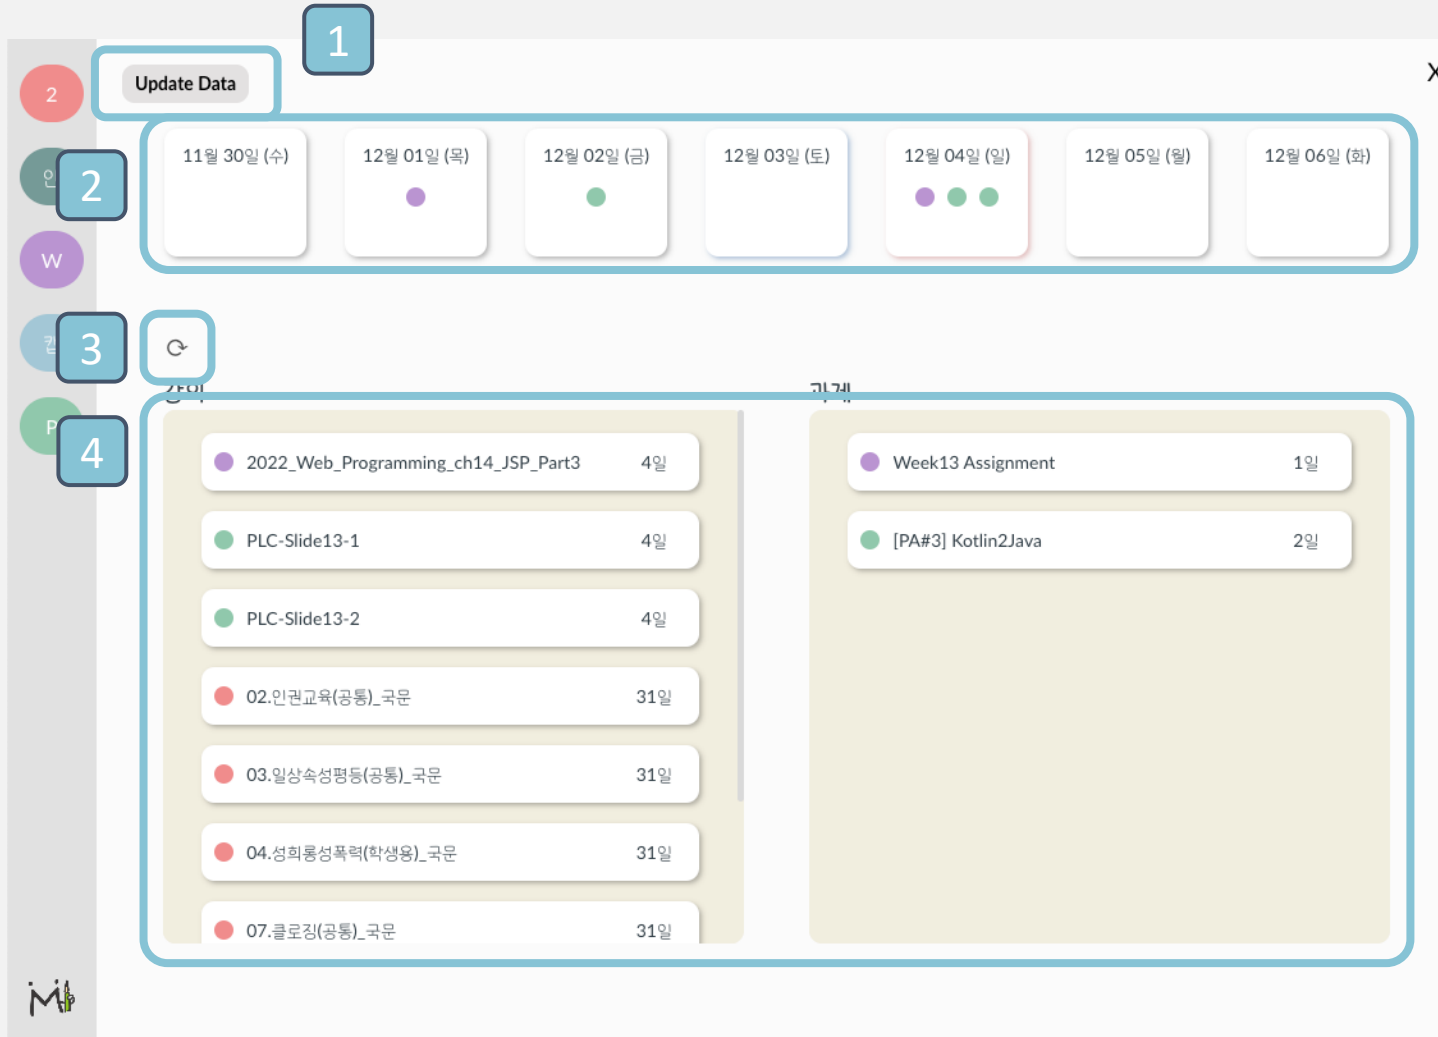 1
Update Data
X
2
2
11월 30일 (수)
12월 01일 (목)
12월 02일 (금)
12월 03일 (토)
12월 04일 (일)
12월 05일 (월)
12월 06일 (화)
W
3
P
4
강의
과제
2022_Web_Programming_ch14_JSP_Part3 4일
PLC-Slide13-1 4일
PLC-Slide13-2 4일
02.인권교육(공통)_국문 31일
03.일상속성평등(공통)_국문 31일
04.성희롱성폭력(학생용)_국문 31일
07.클로징(공통)_국문 31일
Week13 Assignment 1일
[PA#3] Kotlin2Java 2일